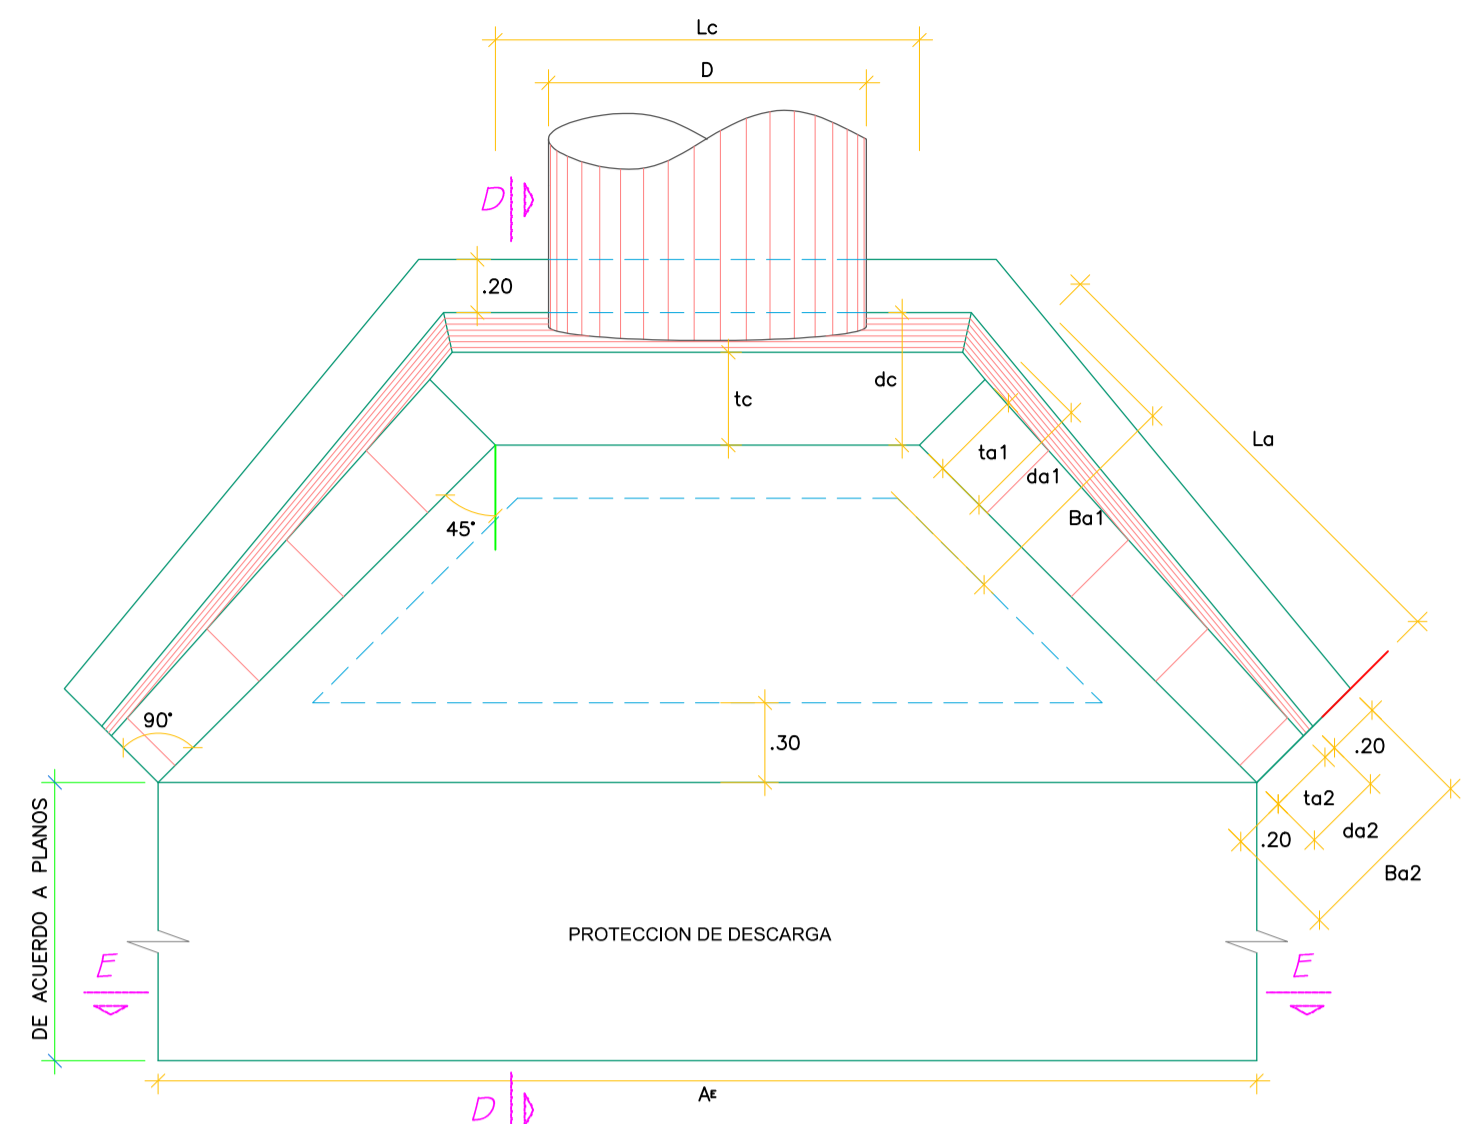 Lc
D
D
.20
dc
tc
La
ta1
da1
Ba1
45°
90°
.30
.20
ta2
.20
da2
Ba2
DE ACUERDO A PLANOS
PROTECCION DE DESCARGA
E
E
AE
D